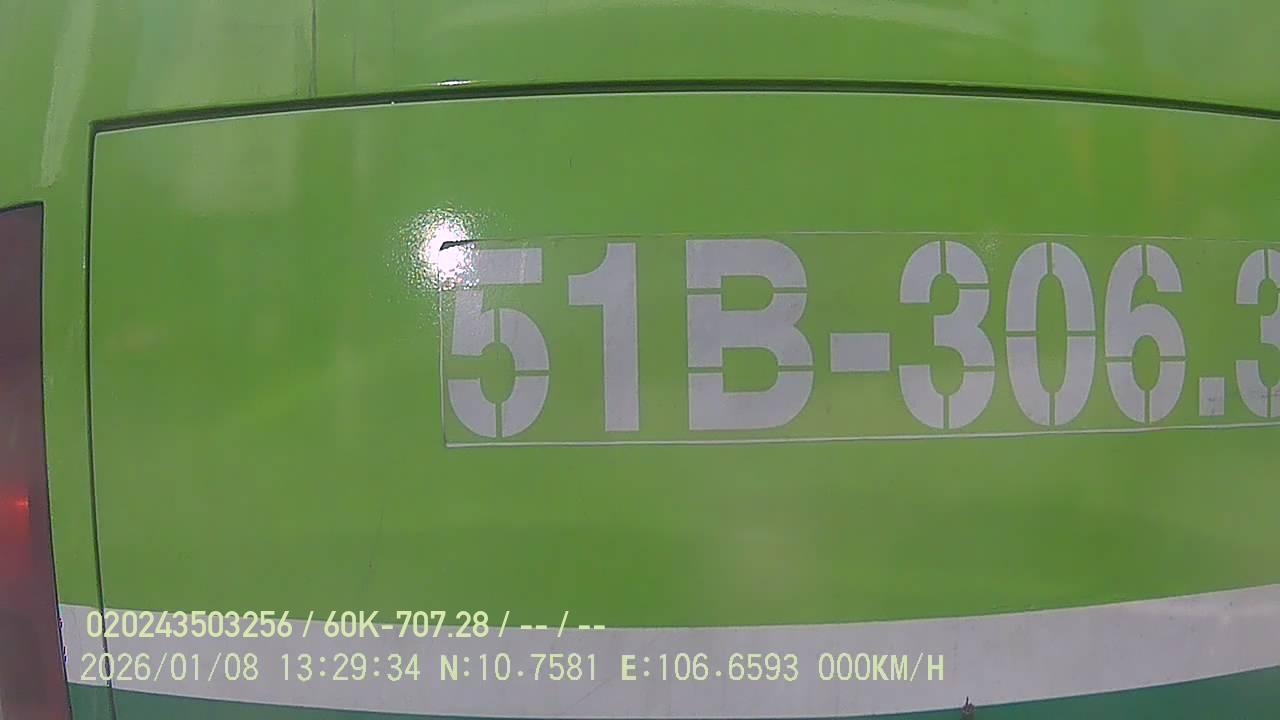 51B-306.3
020243503256 / 60K-707.28 / -- / --
2026/01/08 13:29:34 N:10.7581 E:106.6593 000KM/H